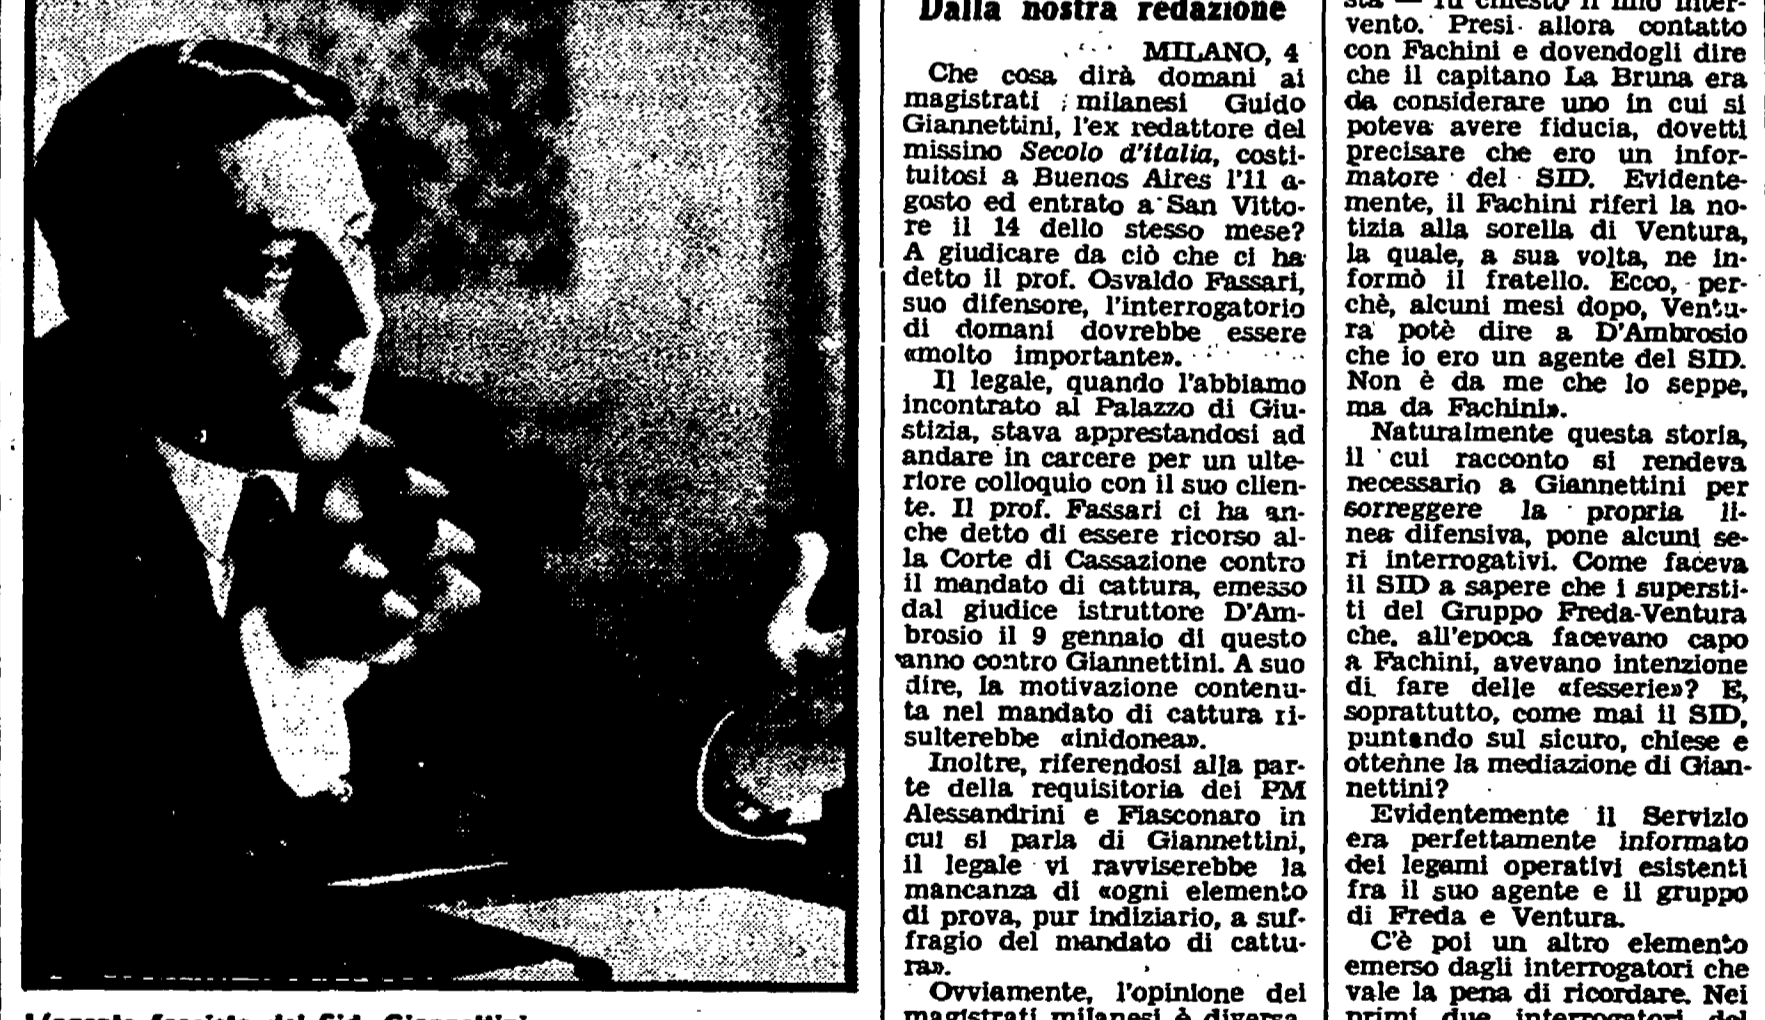 Dalla nostra redazione
MILANO, 4
Che cosa dirà domani ai
magistrati milanesi Guido
Giannettini, l'ex redattore del
missino Secolo d'italia, costi-
tuitosi a Buenos Aires l'11 a-
gosto ed entrato a San Vitto-
re il 14 dello stesso mese?
A giudicare da ciò che ci ha
detto il prof. Osvaldo Fassari,
suo difensore, l'interrogatorio
di domani dovrebbe essere
«molto importante».
Il legale, quando l'abbiamo
incontrato al Palazzo di Giu-
stizia, stava apprestandosi ad
andare in carcere per un ulte-
riore colloquio con il suo clien-
te. Il prof. Fassari ci ha an-
che detto di essere ricorso al-
la Corte di Cassazione contro
il mandato di cattura, emesso
dal giudice istruttore D'Am-
brosio il 9 gennaio di questo
anno contro Giannettini. A suo
dire, la motivazione contenu-
ta nel mandato di cattura ri-
sulterebbe «inidonea».
Inoltre, riferendosi alla par-
te della requisitoria dei PM
Alessandrini e Fiasconaro in
cui si parla di Giannettini,
il legale vi ravviserebbe la
mancanza di «ogni elemento
di prova, pur indiziario, a suf-
fragio del mandato di cattu-
ra».
Ovviamente, l'opinione dei
magistrati milanesi è diversa.
sta — fu chiesto il mio inter-
vento. Presi allora contatto
con Fachini e dovendogli dire
che il capitano La Bruna era
da considerare uno in cui si
poteva avere fiducia, dovetti
precisare che ero un infor-
matore del SID. Evidente-
mente, il Fachini riferì la no-
tizia alla sorella di Ventura,
la quale, a sua volta, ne in-
formò il fratello. Ecco, per-
chè, alcuni mesi dopo, Ventu-
ra potè dire a D'Ambrosio
che io ero un agente del SID.
Non è da me che lo seppe,
ma da Fachini».
Naturalmente questa storia,
il cui racconto si rendeva
necessario a Giannettini per
sorreggere la propria li-
nea difensiva, pone alcuni se-
ri interrogativi. Come faceva
il SID a sapere che i supersti-
ti del Gruppo Freda-Ventura
che, all'epoca facevano capo
a Fachini, avevano intenzione
di fare delle «fesserie»? E,
soprattutto, come mai il SID,
puntando sul sicuro, chiese e
ottenne la mediazione di Gian-
nettini?
Evidentemente il Servizio
era perfettamente informato
dei legami operativi esistenti
fra il suo agente e il gruppo
di Freda e Ventura.
C'è poi un altro elemento
emerso dagli interrogatori che
vale la pena di ricordare. Nei
primi due interrogatori del